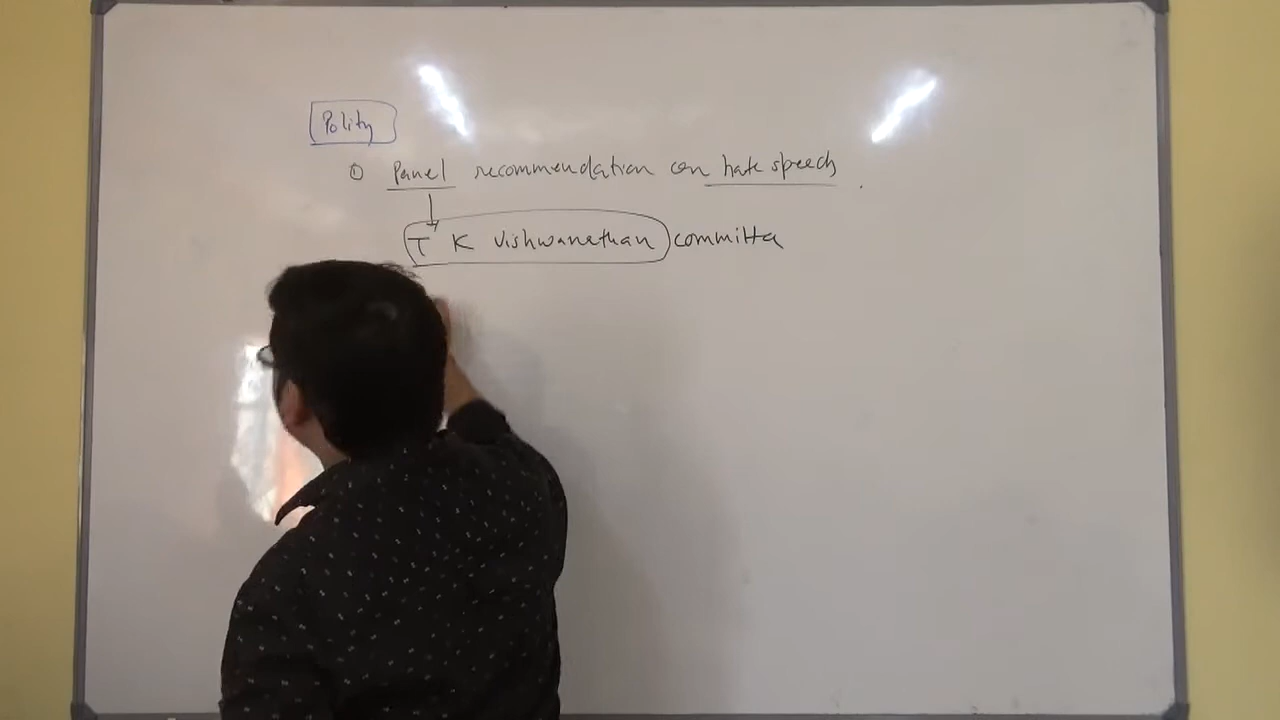 Polity
① Panel recommendation on hate speech.
T K Vishwanathan committee